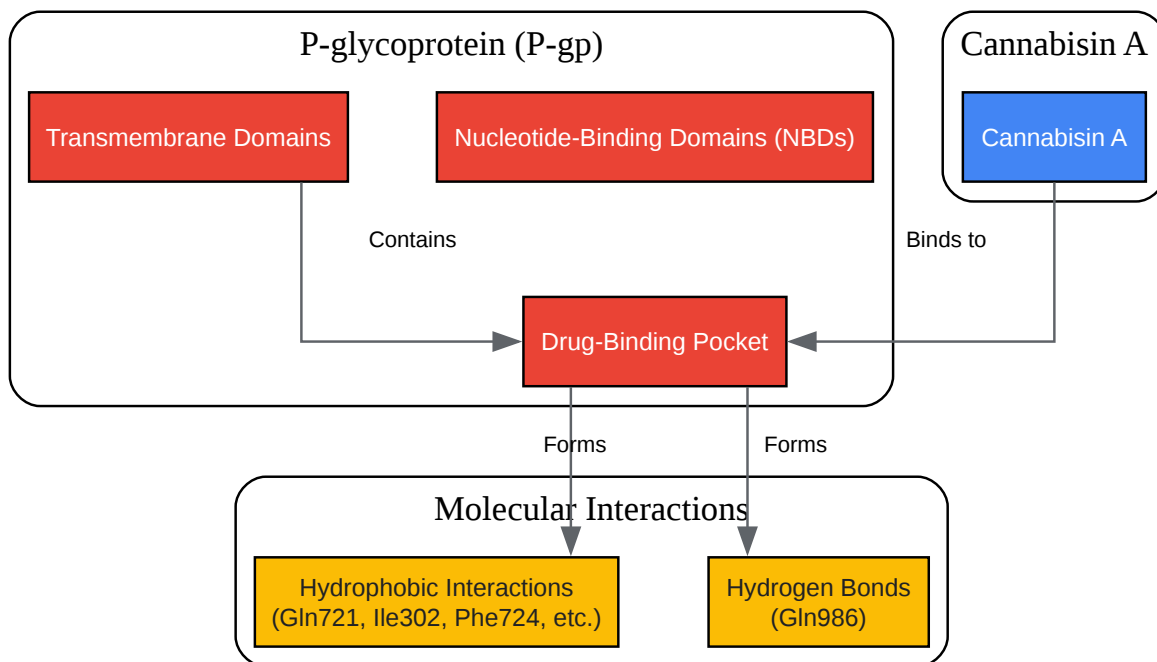 P-glycoprotein (P-gp)
Cannabisin A
Transmembrane Domains
Nucleotide-Binding Domains (NBDs)
Cannabisin A
Contains
Binds to
Drug-Binding Pocket
Forms
Forms
Molecular Interactions
Hydrophobic Interactions
(Gln721, Ile302, Phe724, etc.)
Hydrogen Bonds
(Gln986)